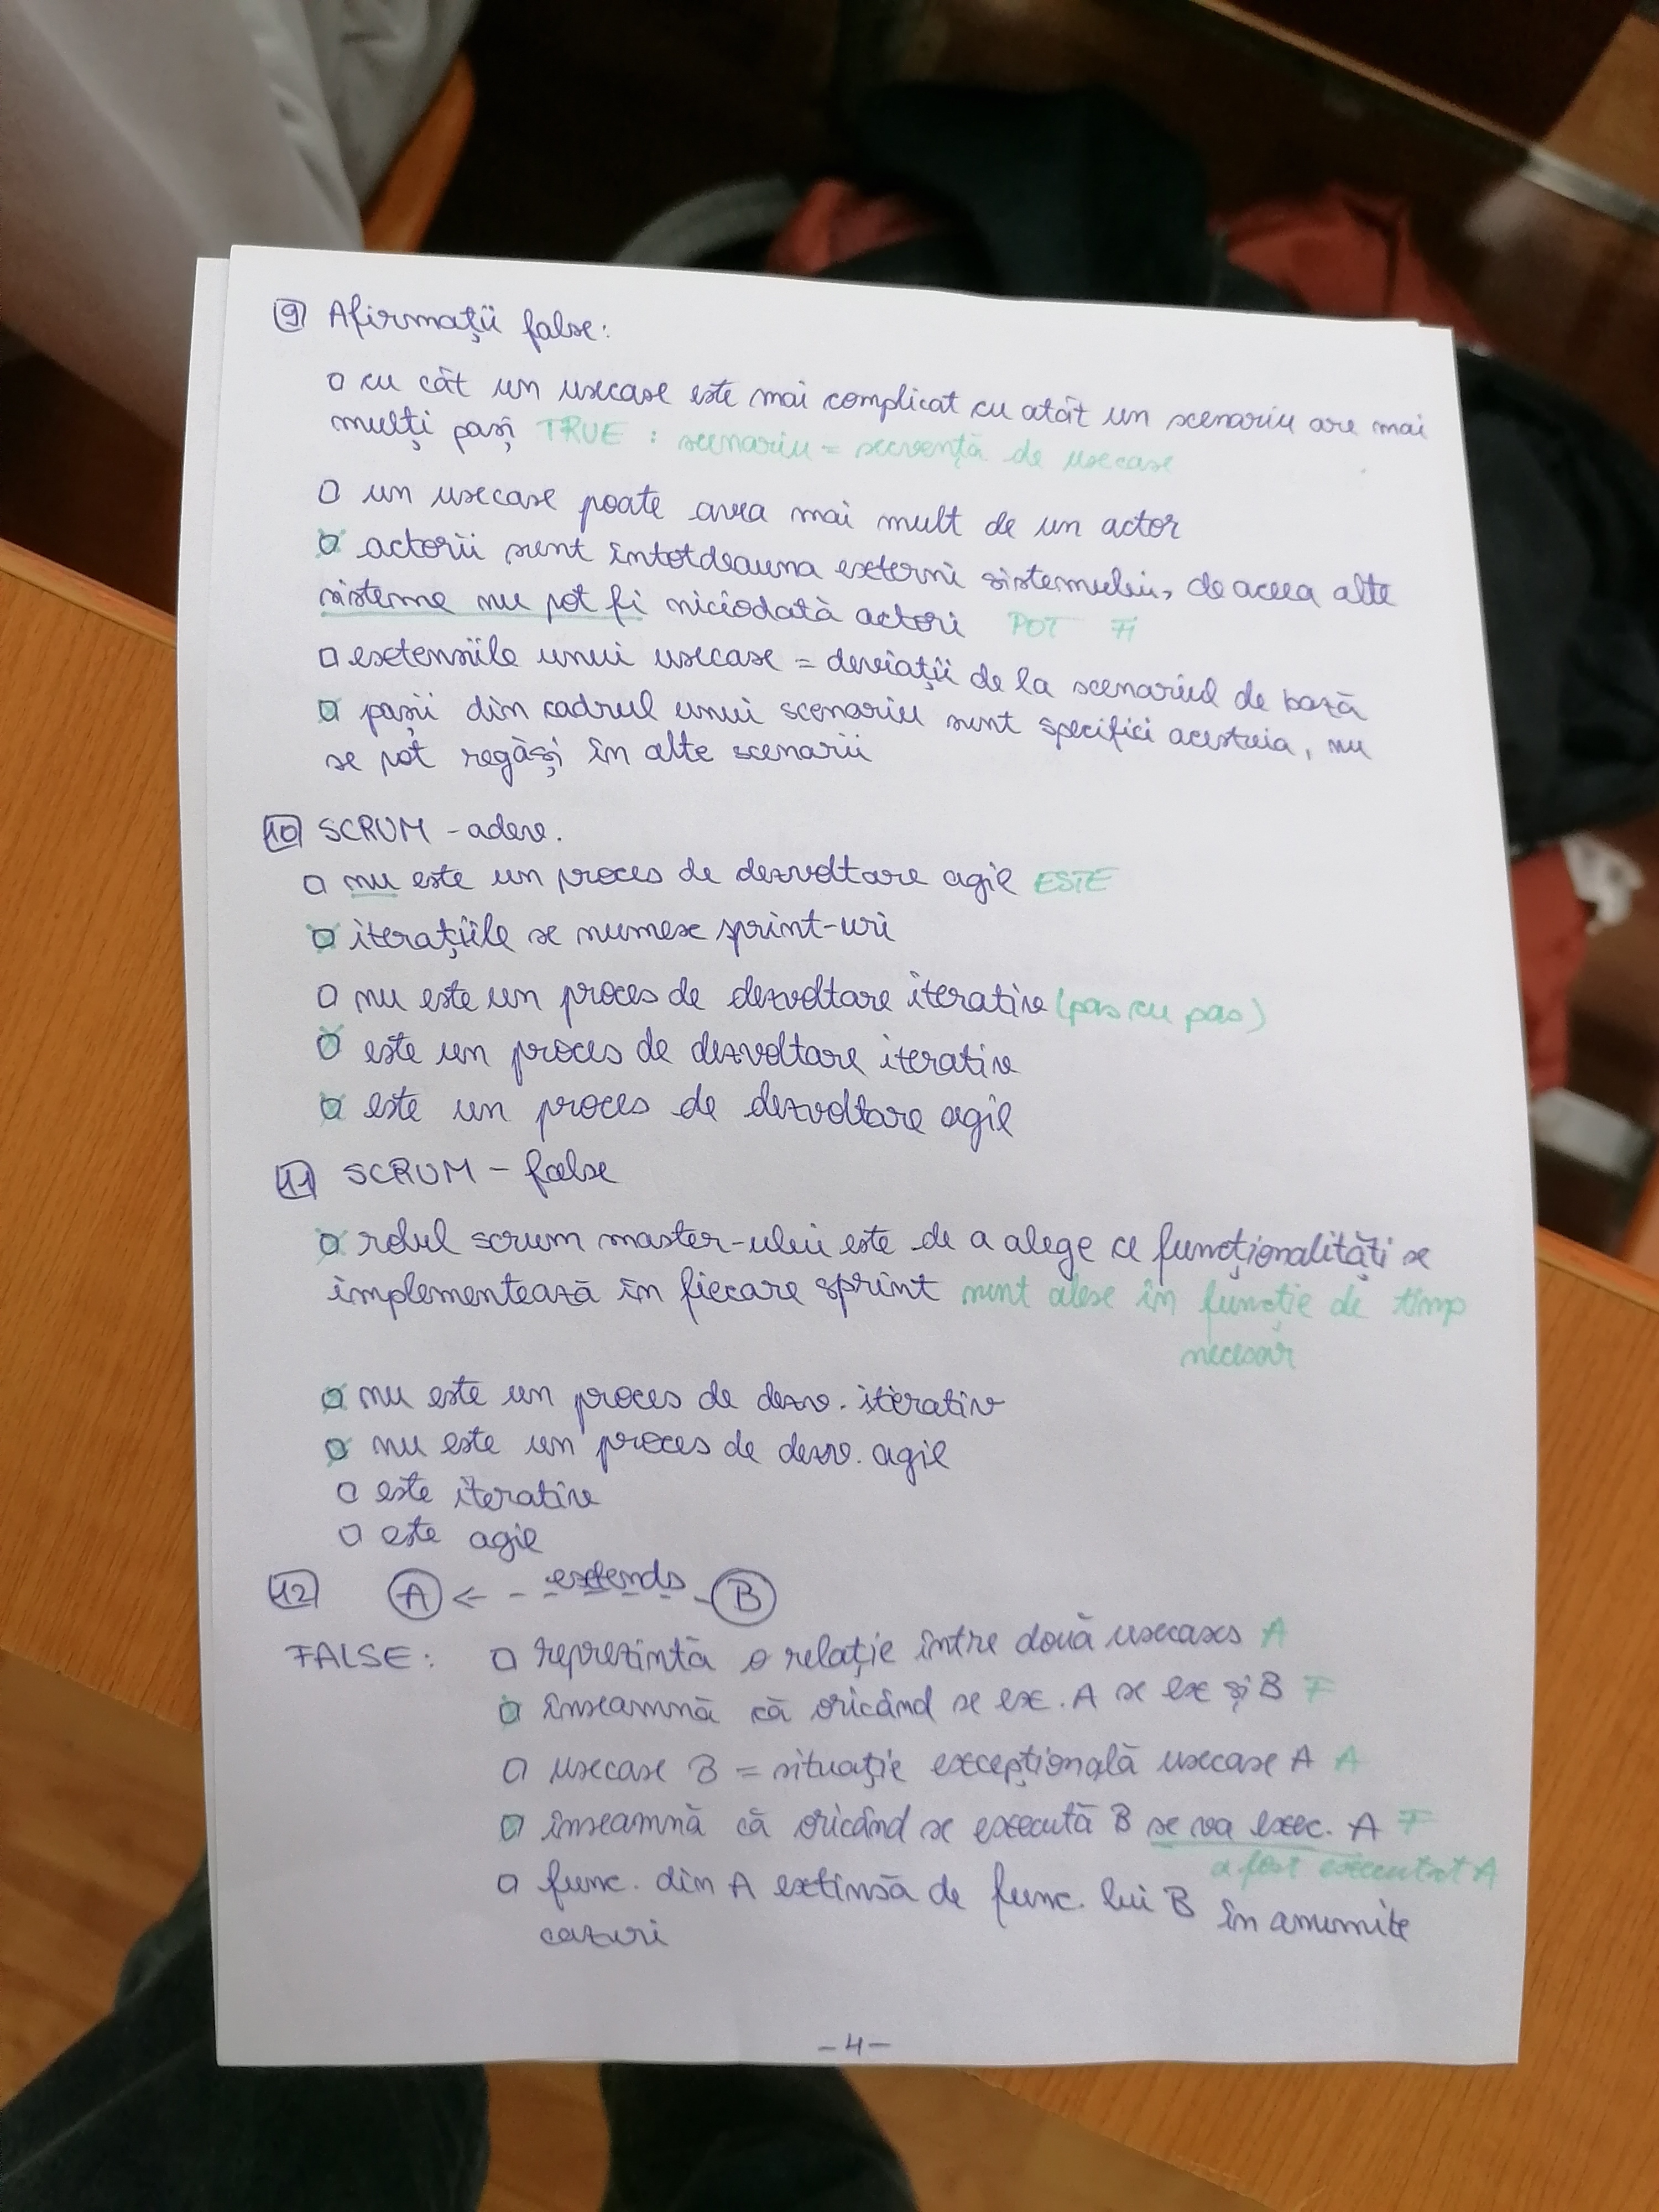 9 Afirmații false:
□ cu cât un usecase este mai complicat cu atât un scenariu are mai
mulți pași TRUE : scenariu = secvență de usecase
□ un usecase poate avea mai mult de un actor
☒ actorii sunt întotdeauna externi sistemului, de aceea alte
sisteme nu pot fi niciodată actori POT FI
□ extensiile unui usecase = deviații de la scenariul de bază
☒ pașii din cadrul unui scenariu sunt specifici acestuia, nu
se pot regăsi în alte scenarii
10 SCRUM - adev.
□ nu este un proces de dezvoltare agil ESTE
☒ iterațiile se numesc sprint-uri
□ nu este un proces de dezvoltare iterativ (pas cu pas)
☒ este un proces de dezvoltare iterativ
☒ este un proces de dezvoltare agil
11 SCRUM - false
☒ rolul scrum master-ului este de a alege ce funcționalități se
implementează în fiecare sprint sunt alese în funcție de timp
necesar
☒ nu este un proces de dezv. iterativ
☒ nu este un proces de dezv. agil
□ este iterativ
□ este agil
12 A <- - extends - B
FALSE: □ reprezintă o relație între două usecases A
☒ înseamnă că oricând se ex. A se ex și B F
□ usecase B = situație excepțională usecase A A
☒ înseamnă că oricând se execută B se va exec. A F
a fost executat A
□ func. din A extinsă de func. lui B în anumite
cazuri
-4-